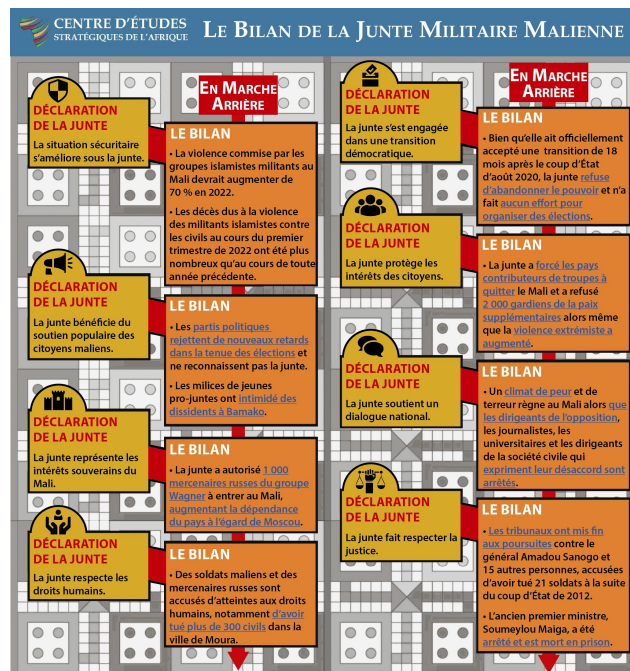 CENTRE D'ÉTUDES
STRATÉGIQUES DE L'AFRIQUE
LE BILAN DE LA JUNTE MILITAIRE MALIENNE
EN MARCHE
ARRIÈRE
DÉCLARATION
DE LA JUNTE
La situation sécuritaire
s'améliore sous la junte.
LE BILAN
• La violence commise par les
groupes islamistes militants au
Mali devrait augmenter de
70 % en 2022.
• Les décès dus à la violence
des militants islamistes contre
les civils au cours du premier
trimestre de 2022 ont été plus
nombreux qu'au cours de toute
année précédente.
DÉCLARATION
DE LA JUNTE
La junte bénéficie du
soutien populaire des
citoyens maliens.
LE BILAN
• Les partis politiques
rejettent de nouveaux retards
dans la tenue des élections et
ne reconnaissent pas la junte.
• Les milices de jeunes
pro-juntes ont intimidé des
dissidents à Bamako.
DÉCLARATION
DE LA JUNTE
La junte représente les
intérêts souverains du
Mali.
LE BILAN
• La junte a autorisé 1 000
mercenaires russes du groupe
Wagner à entrer au Mali,
augmentant la dépendance
du pays à l'égard de Moscou.
DÉCLARATION
DE LA JUNTE
La junte respecte les
droits humains.
LE BILAN
• Des soldats maliens et des
mercenaires russes sont
accusés d'atteintes aux droits
humains, notamment d'avoir
tué plus de 300 civils dans la
ville de Moura.
EN MARCHE
ARRIÈRE
DÉCLARATION
DE LA JUNTE
La junte s'est engagée
dans une transition
démocratique.
LE BILAN
• Bien qu'elle ait officiellement
accepté une transition de 18
mois après le coup d'État
d'août 2020, la junte refuse
d'abandonner le pouvoir et n'a
fait aucun effort pour
organiser des élections.
DÉCLARATION
DE LA JUNTE
La junte protège les
intérêts des citoyens.
LE BILAN
• La junte a forcé les pays
contributeurs de troupes à
quitter le Mali et a refusé
2 000 gardiens de la paix
supplémentaires alors même
que la violence extrémiste a
augmenté.
DÉCLARATION
DE LA JUNTE
La junte soutient un
dialogue national.
LE BILAN
• Un climat de peur et de
terreur règne au Mali alors que
les dirigeants de l'opposition,
les journalistes, les
universitaires et les dirigeants
de la société civile qui
expriment leur désaccord sont
arrêtés.
DÉCLARATION
DE LA JUNTE
La junte fait respecter la
justice.
LE BILAN
• Les tribunaux ont mis fin
aux poursuites contre le
général Amadou Sanogo et
15 autres personnes, accusées
d'avoir tué 21 soldats à la suite
du coup d'État de 2012.
• L'ancien premier ministre,
Soumeylou Maiga, a été
arrêté et est mort en prison.